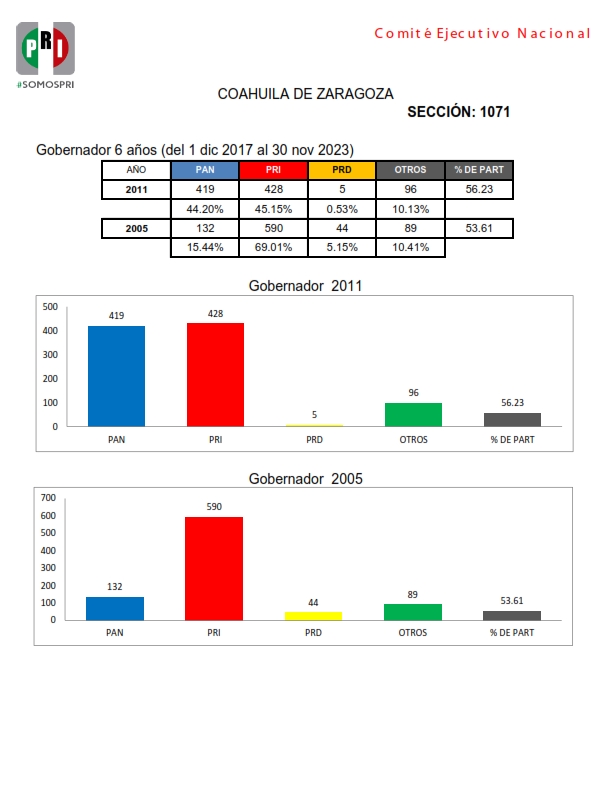 PRI
#SOMOSPRI
Comité Ejecutivo Nacional
COAHUILA DE ZARAGOZA
SECCIÓN: 1071
Gobernador 6 años (del 1 dic 2017 al 30 nov 2023)
AÑO PAN PRI PRD OTROS % DE PART
2011 419 428 5 96 56.23
44.20% 45.15% 0.53% 10.13%
2005 132 590 44 89 53.61
15.44% 69.01% 5.15% 10.41%
Gobernador 2011
500
400
300
200
100
0
419 428 5 96 56.23
PAN PRI PRD OTROS % DE PART
Gobernador 2005
700
600
500
400
300
200
100
0
132 590 44 89 53.61
PAN PRI PRD OTROS % DE PART